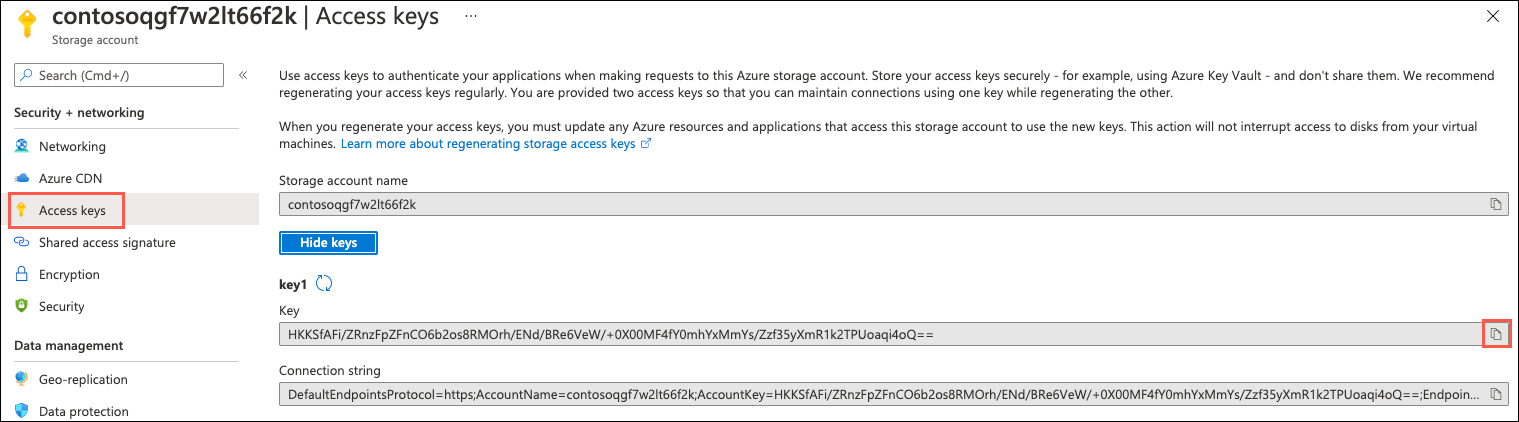 contosoqgf7w2lt66f2k | Access keys ...
Storage account
Search (Cmd+/)
«
Security + networking
Networking
Azure CDN
Access keys
Shared access signature
Encryption
Security
Data management
Geo-replication
Data protection
Use access keys to authenticate your applications when making requests to this Azure storage account. Store your access keys securely - for example, using Azure Key Vault - and don't share them. We recommend
regenerating your access keys regularly. You are provided two access keys so that you can maintain connections using one key while regenerating the other.
When you regenerate your access keys, you must update any Azure resources and applications that access this storage account to use the new keys. This action will not interrupt access to disks from your virtual
machines. Learn more about regenerating storage access keys
Storage account name
contosoqgf7w2lt66f2k
Hide keys
key1
Key
HKKSfAFi/ZRnzFpZFnCO6b2os8RMOrh/ENd/BRe6VeW/+0X00MF4fY0mhYxMmYs/Zzf35yXmR1k2TPUoaqi4oQ==
Connection string
DefaultEndpointsProtocol=https;AccountName=contosoqgf7w2lt66f2k;AccountKey=HKKSfAFi/ZRnzFpZFnCO6b2os8RMOrh/ENd/BRe6VeW/+0X00MF4fY0mhYxMmYs/Zzf35yXmR1k2TPUoaqi4oQ==;Endpoin...